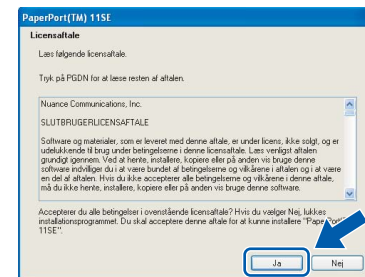 PaperPort(TM) 11SE
Licensaftale
Læs følgende licensaftale.
Tryk på PGDN for at læse resten af aftalen.
Nuance Communications, Inc.
SLUTBRUGERLICENSAFTALE
Software og materialer, som er leveret med denne aftale, er under licens, ikke solgt, og er
udelukkende til brug under betingelserne i denne licensaftale. Læs venligst aftalen
grundigt igennem. Ved at hente, installere, kopiere eller på anden vis bruge denne
software indvilliger du i at være bundet af betingelserne og vilkårene i aftalen og i at være
en del af aftalen. Hvis du ikke accepterer alle betingelserne og vilkårene i denne aftale,
må du ikke hente, installere, kopiere eller på anden vis bruge denne software.
Accepterer du alle betingelser i ovenstående licensaftale? Hvis du vælger Nej, lukkes
installationsprogrammet. Du skal acceptere denne aftale for at kunne installere "PaperPort(
11SE".
Ja
Nej